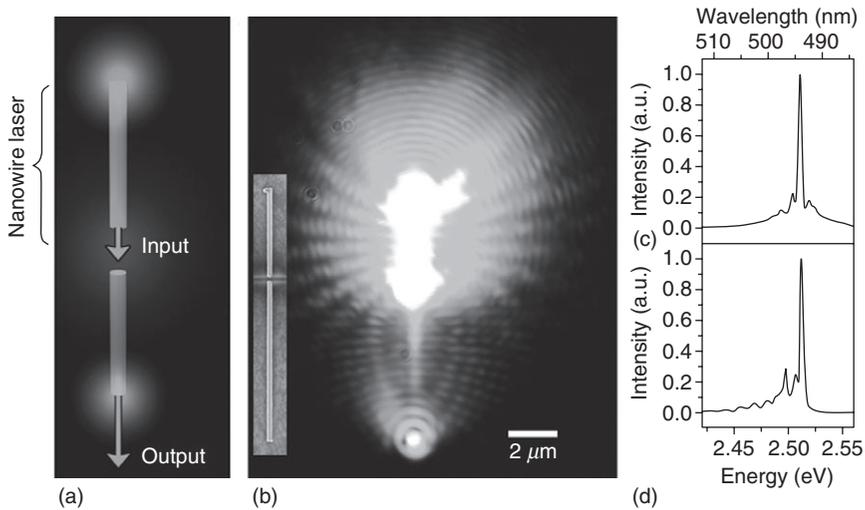 Nanowire laser
Input
Output
(a)
2 μm
(b)
Wavelength (nm)
510 500 490
Intensity (a.u.)
1.0
0.8
0.6
0.4
0.2
0.0
(c)
Intensity (a.u.)
1.0
0.8
0.6
0.4
0.2
0.0
2.45 2.50 2.55
Energy (eV)
(d)